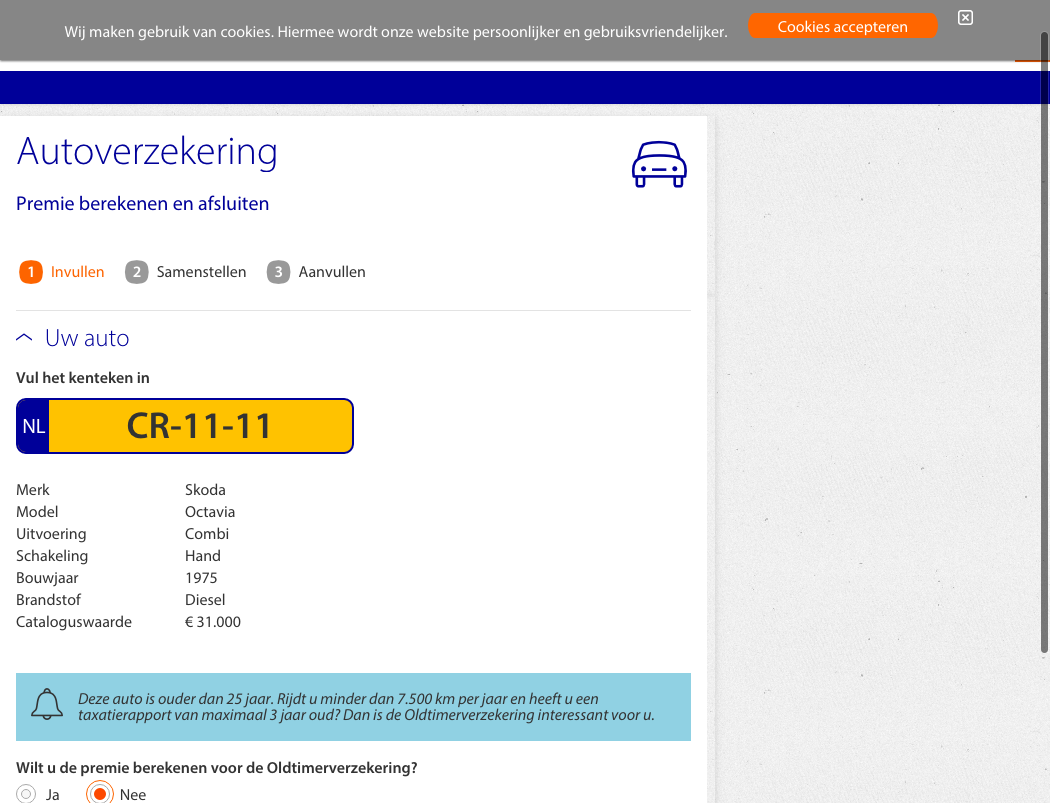 Wij maken gebruik van cookies. Hiermee wordt onze website persoonlijker en gebruiksvriendelijker.
Cookies accepteren
Autoverzekering
Premie berekenen en afsluiten
1 Invullen 2 Samenstellen 3 Aanvullen
Uw auto
Vul het kenteken in
NL CR-11-11
Merk Skoda
Model Octavia
Uitvoering Combi
Schakeling Hand
Bouwjaar 1975
Brandstof Diesel
Cataloguswaarde € 31.000
Deze auto is ouder dan 25 jaar. Rijdt u minder dan 7.500 km per jaar en heeft u een
taxatierapport van maximaal 3 jaar oud? Dan is de Oldtimerverzekering interessant voor u.
Wilt u de premie berekenen voor de Oldtimerverzekering?
Ja Nee